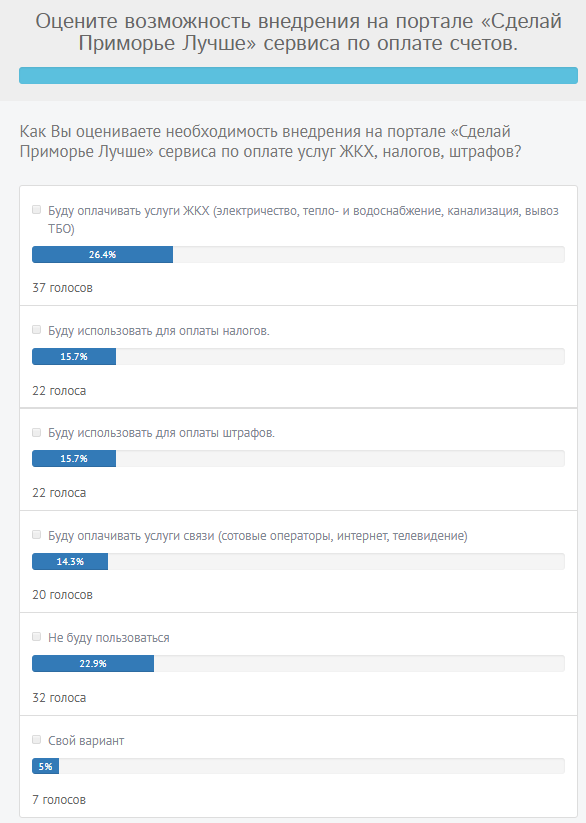 Оцените возможность внедрения на портале «Сделай
Приморье Лучше» сервиса по оплате счетов.
Как Вы оцениваете необходимость внедрения на портале «Сделай
Приморье Лучше» сервиса по оплате услуг ЖКХ, налогов, штрафов?
Буду оплачивать услуги ЖКХ (электричество, тепло- и водоснабжение, канализация, вывоз
ТБО)
26.4%
37 голосов
Буду использовать для оплаты налогов.
15.7%
22 голоса
Буду использовать для оплаты штрафов.
15.7%
22 голоса
Буду оплачивать услуги связи (сотовые операторы, интернет, телевидение)
14.3%
20 голосов
Не буду пользоваться
22.9%
32 голоса
Свой вариант
5%
7 голосов